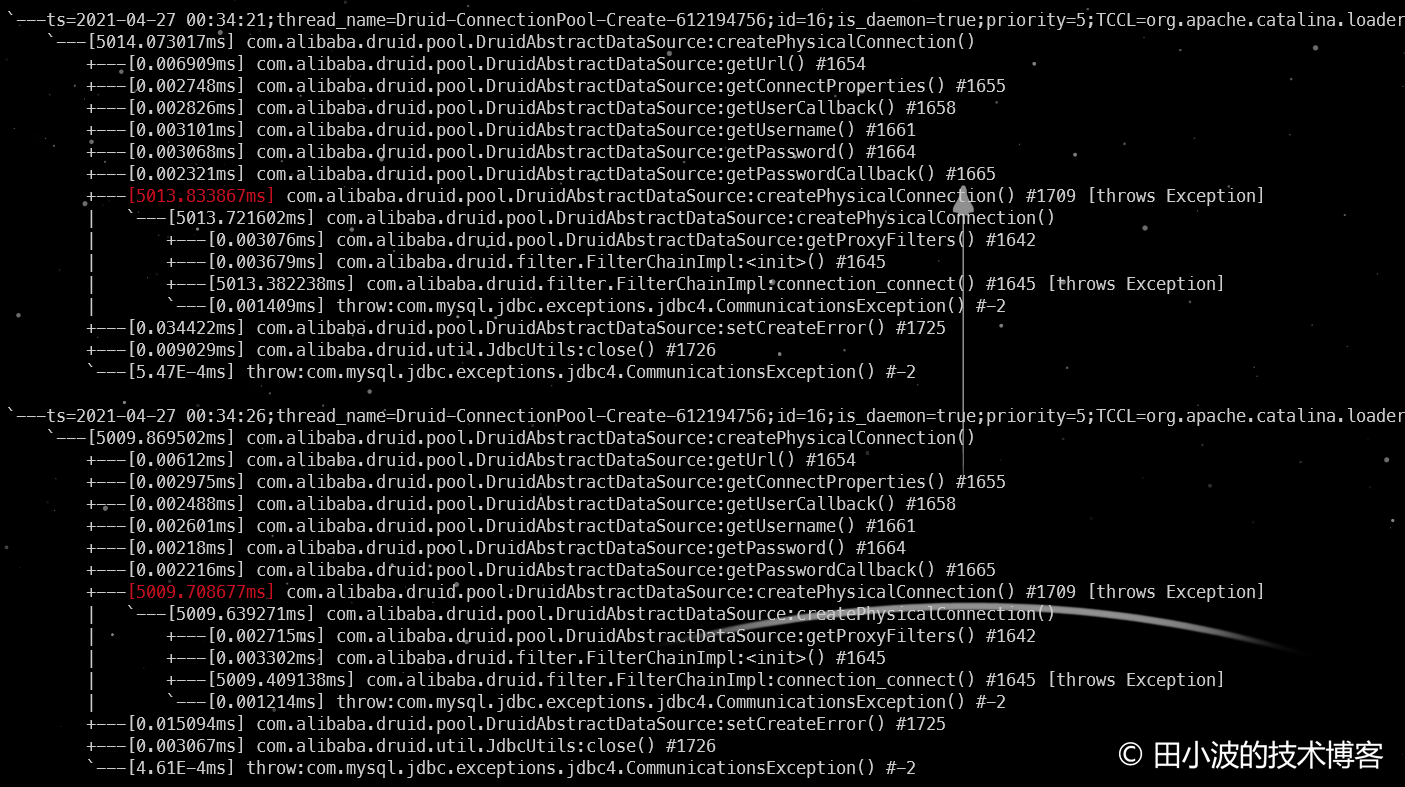 `---ts=2021-04-27 00:34:21;thread_name=Druid-ConnectionPool-Create-612194756;id=16;is_daemon=true;priority=5;TCCL=org.apache.catalina.loader
`---[5014.073017ms] com.alibaba.druid.pool.DruidAbstractDataSource:createPhysicalConnection()
+---[0.006909ms] com.alibaba.druid.pool.DruidAbstractDataSource:getUrl() #1654
+---[0.002748ms] com.alibaba.druid.pool.DruidAbstractDataSource:getConnectProperties() #1655
+---[0.002826ms] com.alibaba.druid.pool.DruidAbstractDataSource:getUserCallback() #1658
+---[0.003101ms] com.alibaba.druid.pool.DruidAbstractDataSource:getUsername() #1661
+---[0.003068ms] com.alibaba.druid.pool.DruidAbstractDataSource:getPassword() #1664
+---[0.002321ms] com.alibaba.druid.pool.DruidAbstractDataSource:getPasswordCallback() #1665
+---[5013.833867ms] com.alibaba.druid.pool.DruidAbstractDataSource:createPhysicalConnection() #1709 [throws Exception]
| `---[5013.721602ms] com.alibaba.druid.pool.DruidAbstractDataSource:createPhysicalConnection()
| +---[0.003076ms] com.alibaba.druid.pool.DruidAbstractDataSource:getProxyFilters() #1642
| +---[0.003679ms] com.alibaba.druid.filter.FilterChainImpl:<init>() #1645
| +---[5013.382238ms] com.alibaba.druid.filter.FilterChainImpl:connection_connect() #1645 [throws Exception]
| `---[0.001409ms] throw:com.mysql.jdbc.exceptions.jdbc4.CommunicationsException() #-2
+---[0.034422ms] com.alibaba.druid.pool.DruidAbstractDataSource:setCreateError() #1725
+---[0.009029ms] com.alibaba.druid.util.JdbcUtils:close() #1726
`---[5.47E-4ms] throw:com.mysql.jdbc.exceptions.jdbc4.CommunicationsException() #-2
`---ts=2021-04-27 00:34:26;thread_name=Druid-ConnectionPool-Create-612194756;id=16;is_daemon=true;priority=5;TCCL=org.apache.catalina.loader
`---[5009.869502ms] com.alibaba.druid.pool.DruidAbstractDataSource:createPhysicalConnection()
+---[0.00612ms] com.alibaba.druid.pool.DruidAbstractDataSource:getUrl() #1654
+---[0.002975ms] com.alibaba.druid.pool.DruidAbstractDataSource:getConnectProperties() #1655
+---[0.002488ms] com.alibaba.druid.pool.DruidAbstractDataSource:getUserCallback() #1658
+---[0.002601ms] com.alibaba.druid.pool.DruidAbstractDataSource:getUsername() #1661
+---[0.00218ms] com.alibaba.druid.pool.DruidAbstractDataSource:getPassword() #1664
+---[0.002216ms] com.alibaba.druid.pool.DruidAbstractDataSource:getPasswordCallback() #1665
+---[5009.708677ms] com.alibaba.druid.pool.DruidAbstractDataSource:createPhysicalConnection() #1709 [throws Exception]
| `---[5009.639271ms] com.alibaba.druid.pool.DruidAbstractDataSource:createPhysicalConnection()
| +---[0.002715ms] com.alibaba.druid.pool.DruidAbstractDataSource:getProxyFilters() #1642
| +---[0.003302ms] com.alibaba.druid.filter.FilterChainImpl:<init>() #1645
| +---[5009.409138ms] com.alibaba.druid.filter.FilterChainImpl:connection_connect() #1645 [throws Exception]
| `---[0.001214ms] throw:com.mysql.jdbc.exceptions.jdbc4.CommunicationsException() #-2
+---[0.015094ms] com.alibaba.druid.pool.DruidAbstractDataSource:setCreateError() #1725
+---[0.003067ms] com.alibaba.druid.util.JdbcUtils:close() #1726
`---[4.61E-4ms] throw:com.mysql.jdbc.exceptions.jdbc4.CommunicationsException() #-2
© 田小波的技术博客